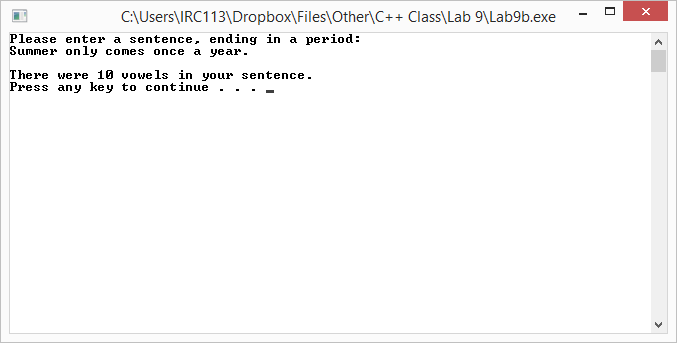 C:\Users\IRC113\Dropbox\Files\Other\C++ Class\Lab 9\Lab9b.exe
Please enter a sentence, ending in a period:
Summer only comes once a year.
There were 10 vowels in your sentence.
Press any key to continue . . . _